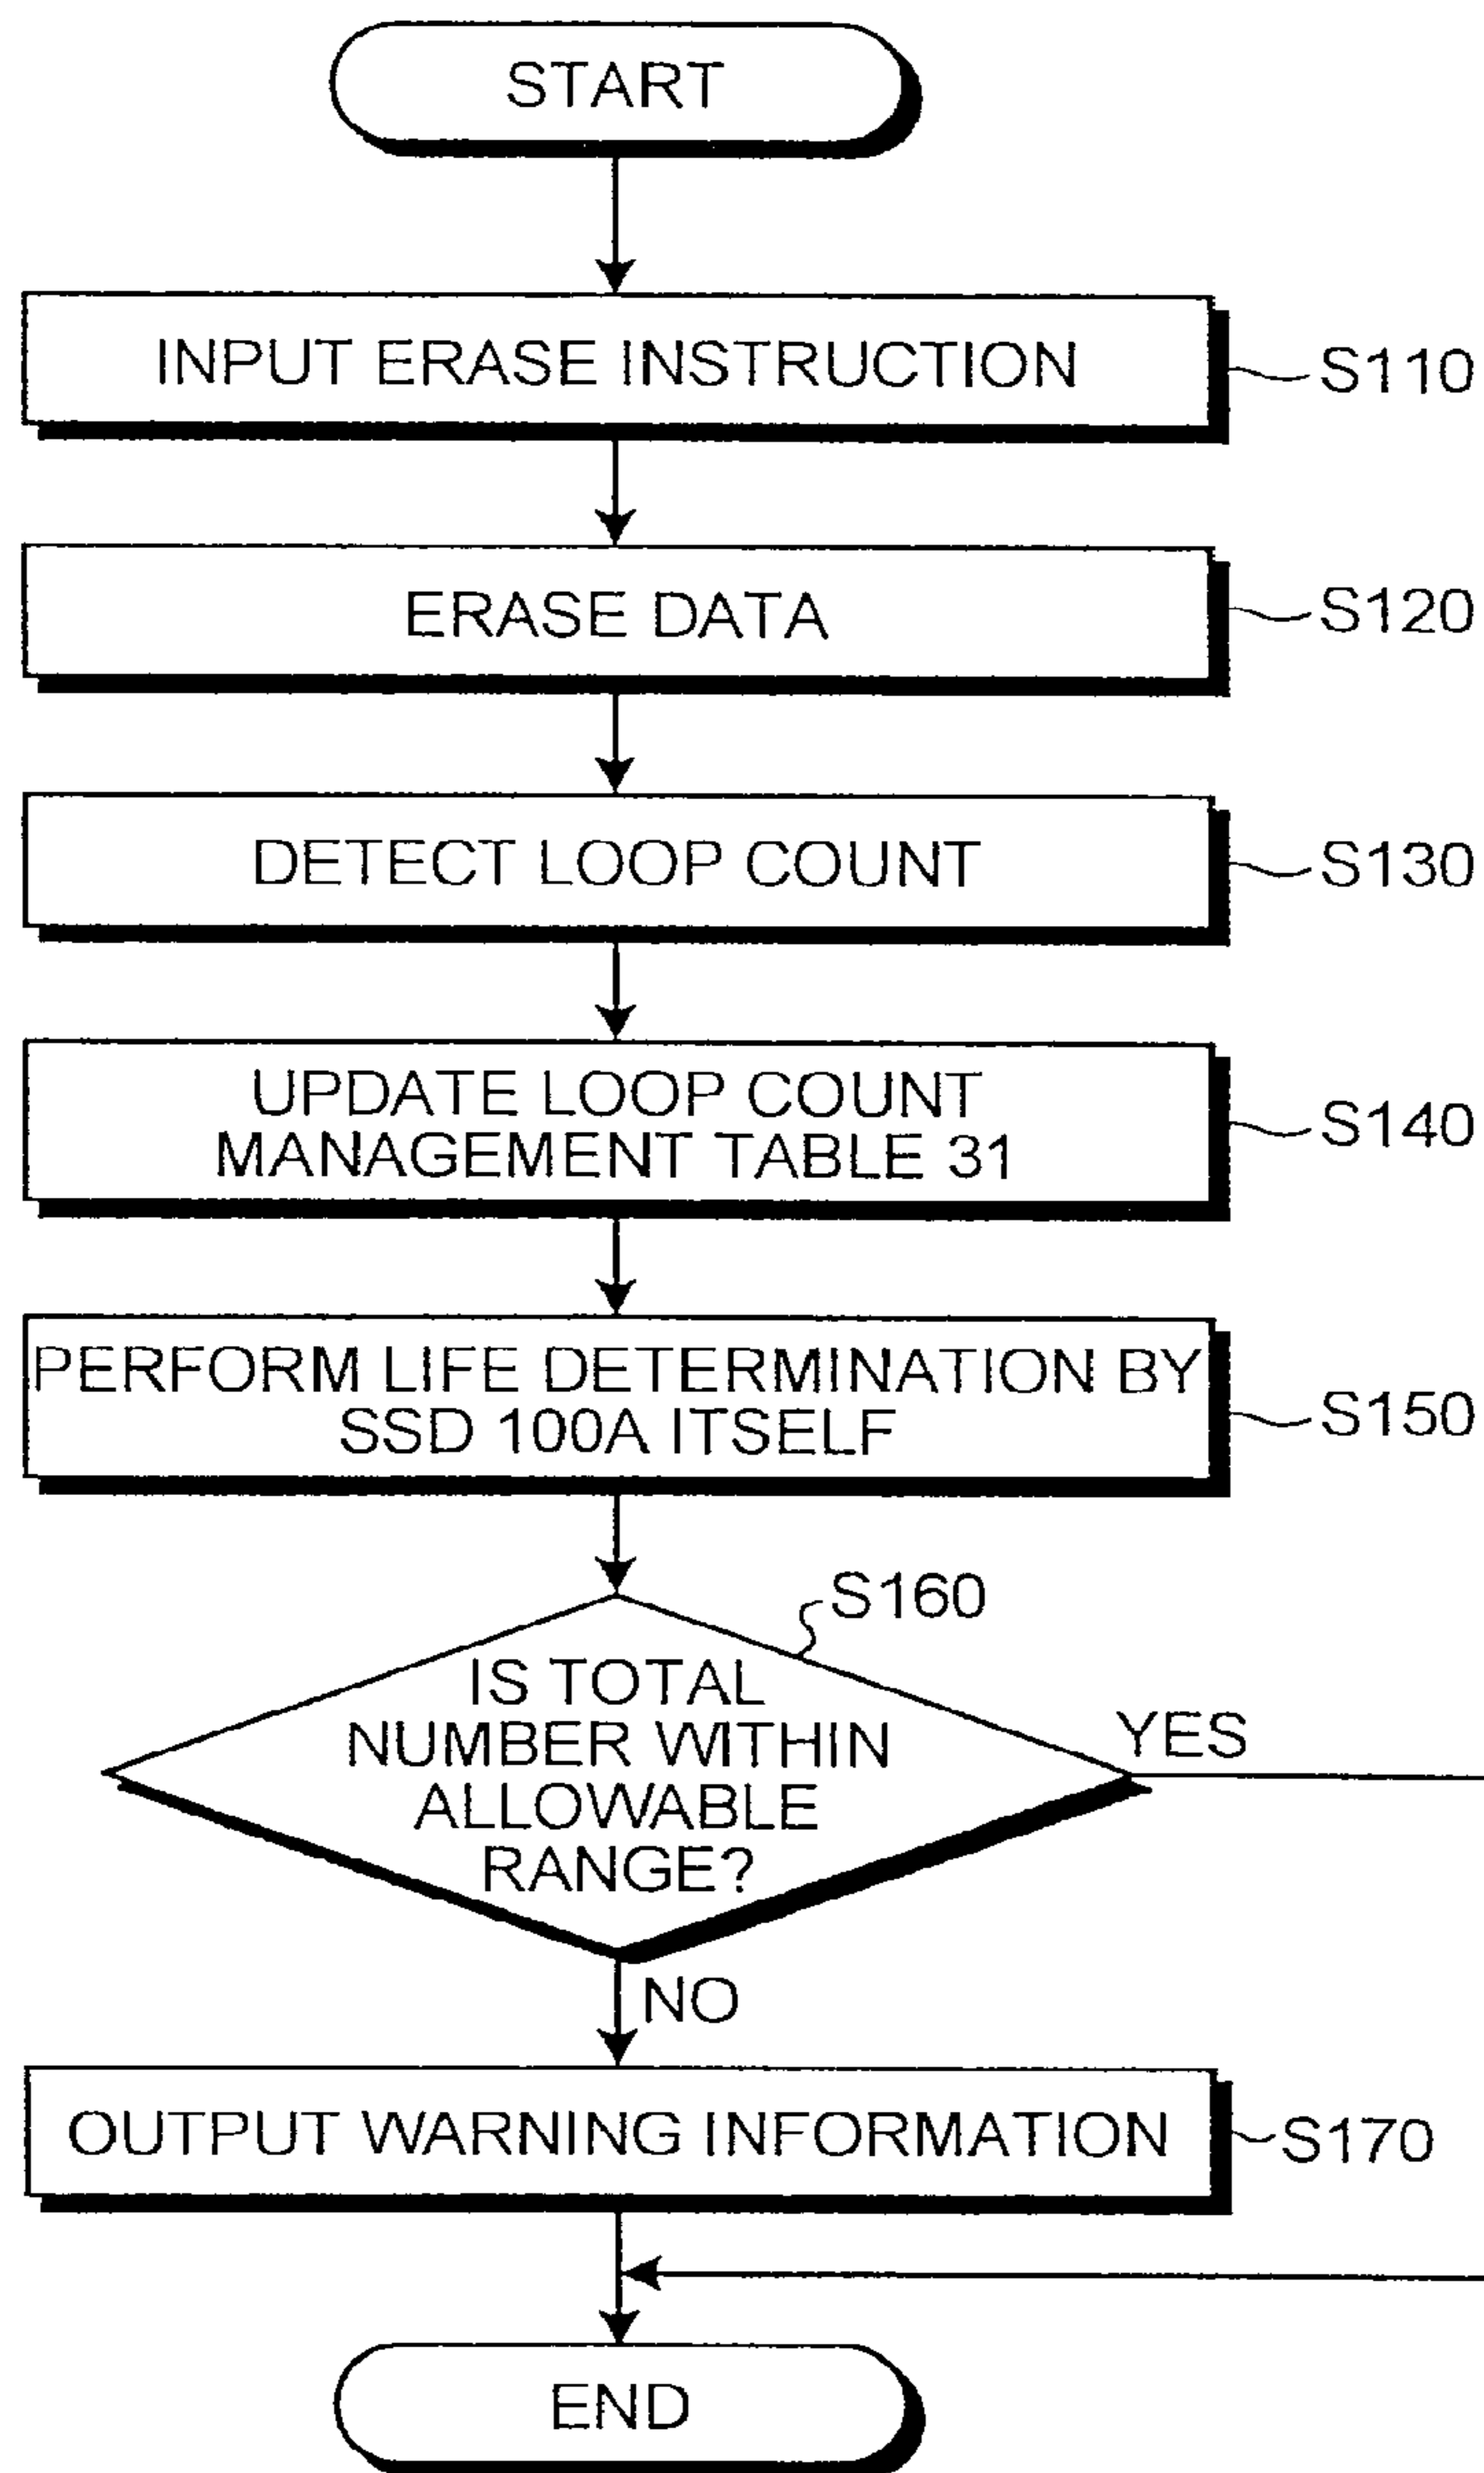 START
INPUT ERASE INSTRUCTION
S110
ERASE DATA
S120
DETECT LOOP COUNT
S130
UPDATE LOOP COUNT
MANAGEMENT TABLE 31
S140
PERFORM LIFE DETERMINATION BY
SSD 100A ITSELF
S150
S160
IS TOTAL
NUMBER WITHIN
ALLOWABLE
RANGE?
YES
NO
OUTPUT WARNING INFORMATION
S170
END